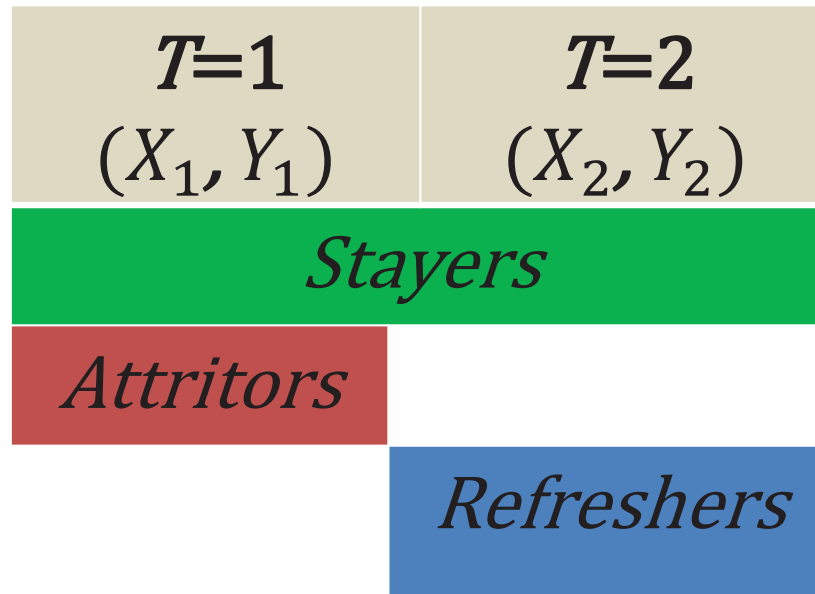 T=1
T=2
(X₁, Y₁)
(X₂, Y₂)
Stayers
Attritors
Refreshers